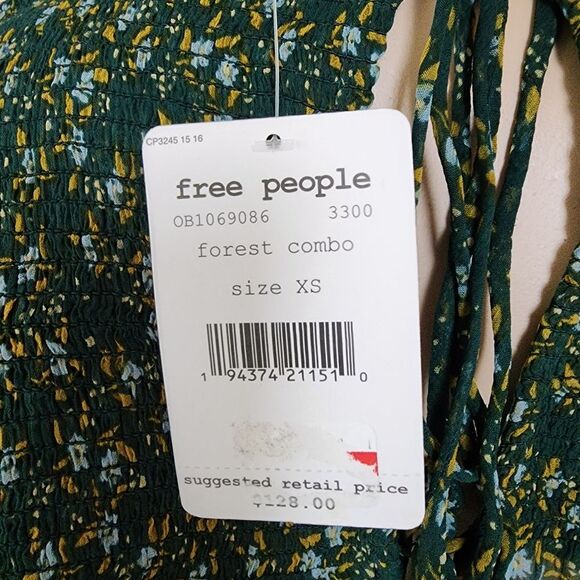 CP3245 15 16
free people
OB1069086 3300
forest combo
size XS
1 94374 21151 0
suggested retail price
$128.00